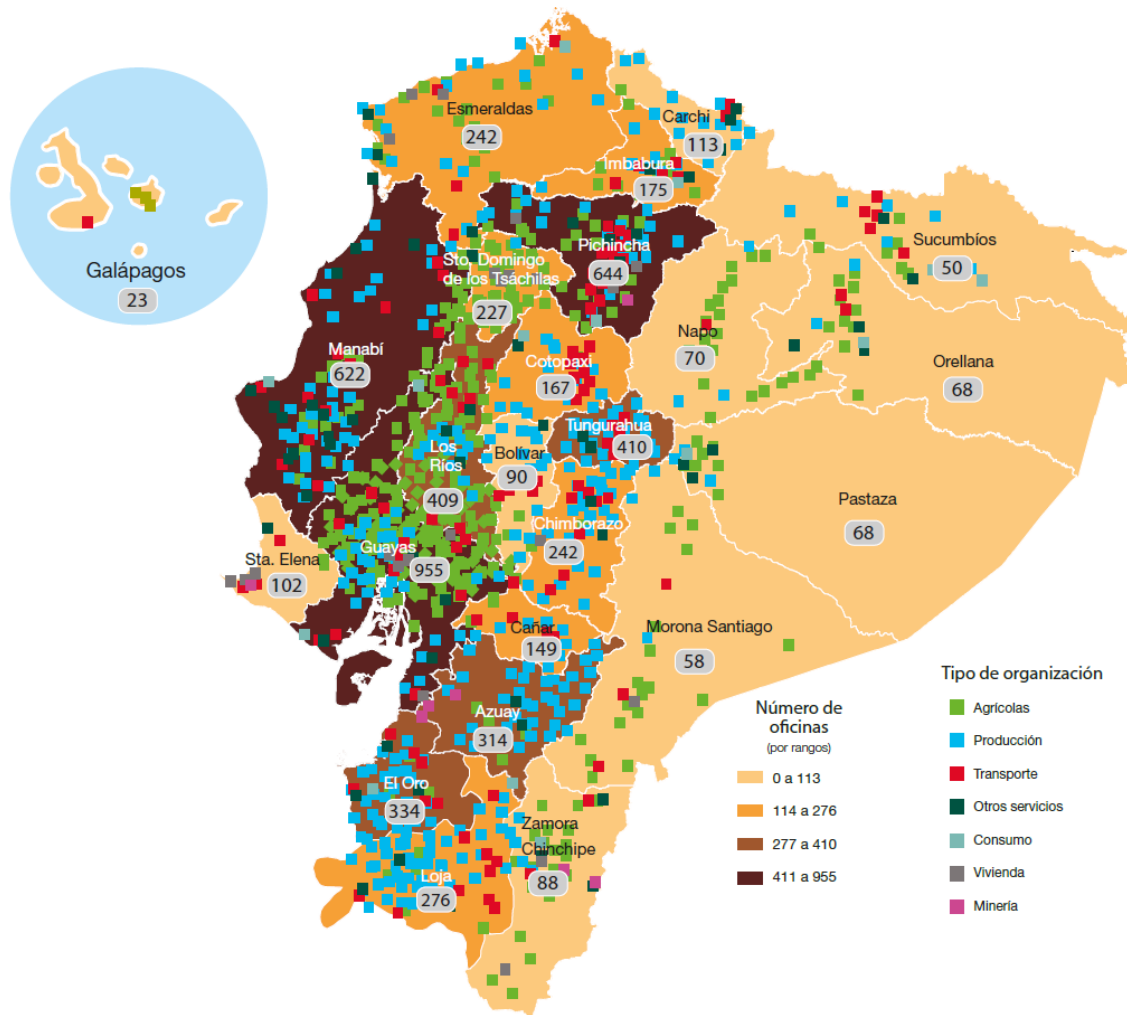 Esmeraldas
242
Carchi
113
Imbabura
175
Galápagos
23
Pichincha
644
Sucumbíos
50
Sto. Domingo
de los Tsáchilas
227
Napo
70
Manabí
622
Cotopaxi
167
Orellana
68
Tungurahua
410
Los
Ríos
409
Bolívar
90
Pastaza
68
Chimborazo
242
Guayas
955
Sta. Elena
102
Cañar
149
Morona Santiago
58
Azuay
314
El Oro
334
Zamora
Chinchipe
88
Loja
276
Número de
oficinas
(por rangos)
0 a 113
114 a 276
277 a 410
411 a 955
Tipo de organización
Agrícolas
Producción
Transporte
Otros servicios
Consumo
Vivienda
Minería